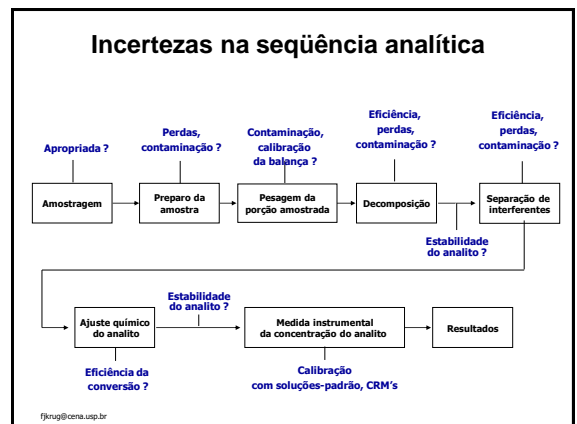 Incertezas na seqüência analítica
Apropriada ?
Perdas,
contaminação ?
Contaminação,
calibração
da balança ?
Eficiência,
perdas,
contaminação ?
Eficiência,
perdas,
contaminação ?
Amostragem
Preparo da
amostra
Pesagem da
porção amostrada
Decomposição
Separação de
interferentes
Estabilidade
do analito ?
Estabilidade
do analito ?
Ajuste químico
do analito
Medida instrumental
da concentração do analito
Resultados
Eficiência da
conversão ?
Calibração
com soluções-padrão, CRM's
fjkrug@cena.usp.br